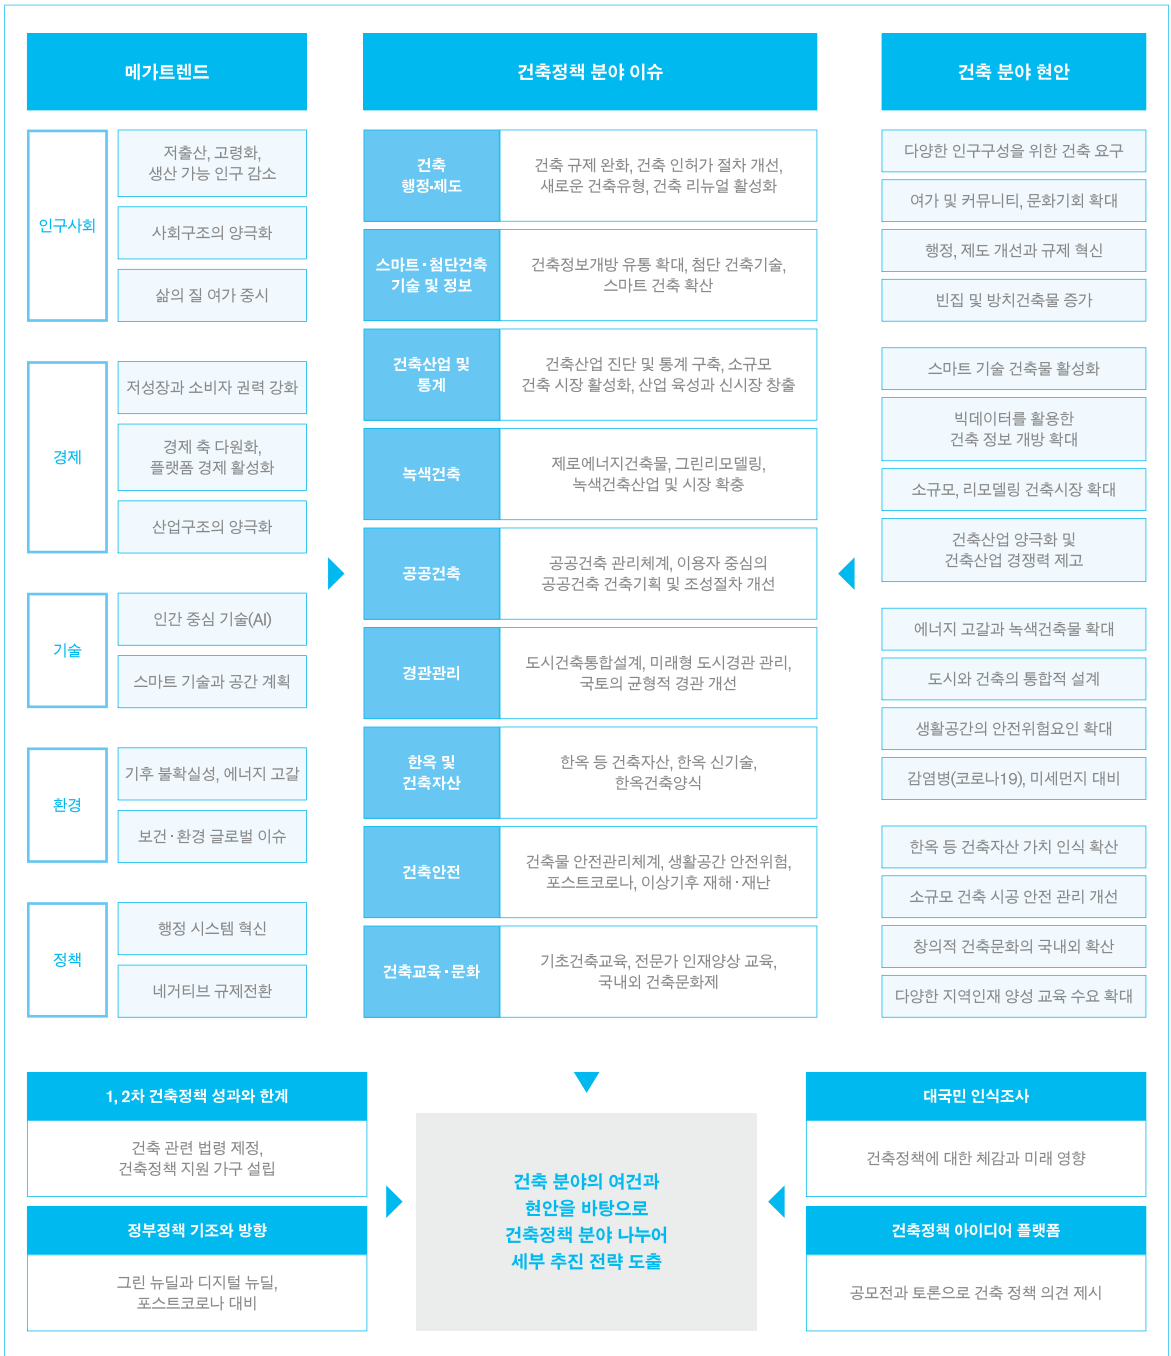 메가트렌드
인구사회
저출산, 고령화,
생산 가능 인구 감소
사회구조의 양극화
삶의 질 여가 중시
경제
저성장과 소비자 권력 강화
경제 축 다원화,
플랫폼 경제 활성화
산업구조의 양극화
기술
인간 중심 기술(AI)
스마트 기술과 공간 계획
환경
기후 불확실성, 에너지 고갈
보건·환경 글로벌 이슈
정책
행정 시스템 혁신
네거티브 규제전환
건축정책 분야 이슈
건축
행정·제도
건축 규제 완화, 건축 인허가 절차 개선,
새로운 건축유형, 건축 리뉴얼 활성화
스마트·첨단건축
기술 및 정보
건축정보개방 유통 확대, 첨단 건축기술,
스마트 건축 확산
건축산업 및
통계
건축산업 진단 및 통계 구축, 소규모
건축 시장 활성화, 산업 육성과 신시장 창출
녹색건축
제로에너지건축물, 그린리모델링,
녹색건축산업 및 시장 확충
공공건축
공공건축 관리체계, 이용자 중심의
공공건축 건축기획 및 조성절차 개선
경관관리
도시건축통합설계, 미래형 도시경관 관리,
국토의 균형적 경관 개선
한옥 및
건축자산
한옥 등 건축자산, 한옥 신기술,
한옥건축양식
건축안전
건축물 안전관리체계, 생활공간 안전위험,
포스트코로나, 이상기후 재해·재난
건축교육·문화
기초건축교육, 전문가 인재양상 교육,
국내외 건축문화제
건축 분야 현안
다양한 인구구성을 위한 건축 요구
여가 및 커뮤니티, 문화기회 확대
행정, 제도 개선과 규제 혁신
빈집 및 방치건축물 증가
스마트 기술 건축물 활성화
빅데이터를 활용한
건축 정보 개방 확대
소규모, 리모델링 건축시장 확대
건축산업 양극화 및
건축산업 경쟁력 제고
에너지 고갈과 녹색건축물 확대
도시와 건축의 통합적 설계
생활공간의 안전위험요인 확대
감염병(코로나19), 미세먼지 대비
한옥 등 건축자산 가치 인식 확산
소규모 건축 시공 안전 관리 개선
창의적 건축문화의 국내외 확산
다양한 지역인재 양성 교육 수요 확대
1, 2차 건축정책 성과와 한계
건축 관련 법령 제정,
건축정책 지원 가구 설립
정부정책 기조와 방향
그린 뉴딜과 디지털 뉴딜,
포스트코로나 대비
건축 분야의 여건과
현안을 바탕으로
건축정책 분야 나누어
세부 추진 전략 도출
대국민 인식조사
건축정책에 대한 체감과 미래 영향
건축정책 아이디어 플랫폼
공모전과 토론으로 건축 정책 의견 제시